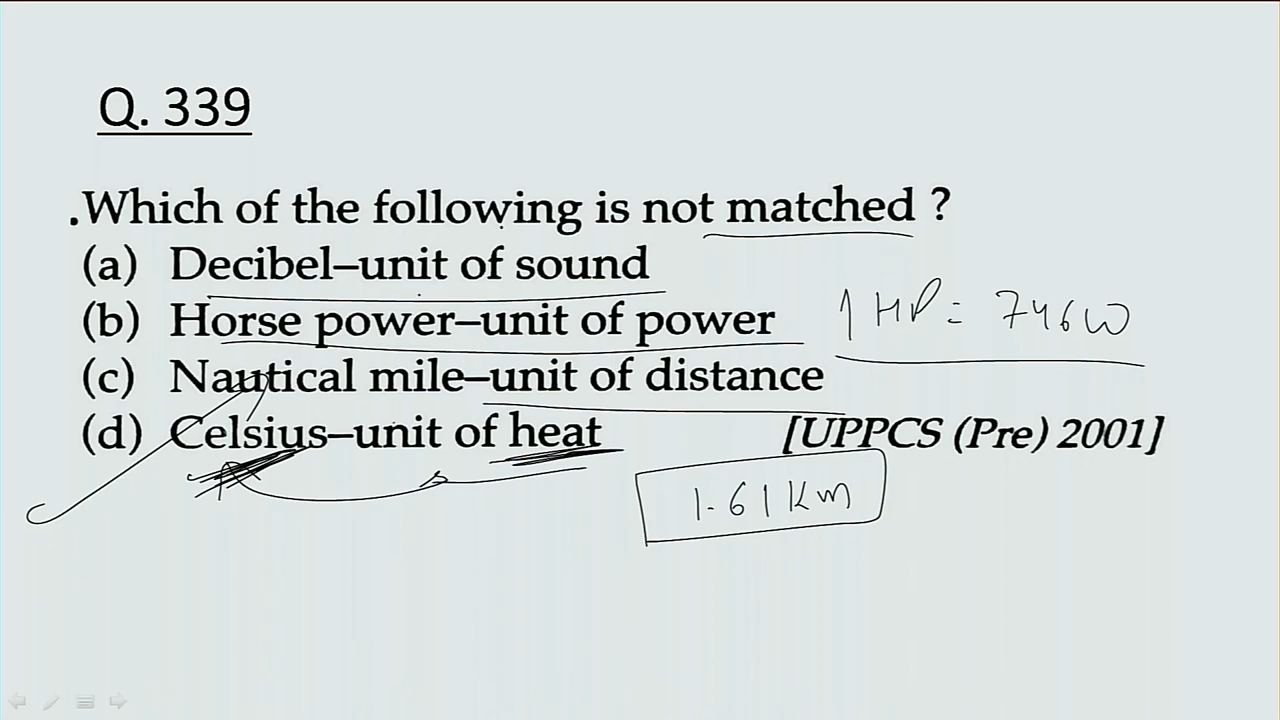 Q. 339
.Which of the following is not matched ?
(a) Decibel–unit of sound
(b) Horse power–unit of power
1 HP = 746W
(c) Nautical mile–unit of distance
(d) Celsius–unit of heat [UPPCS (Pre) 2001]
1.61 Km